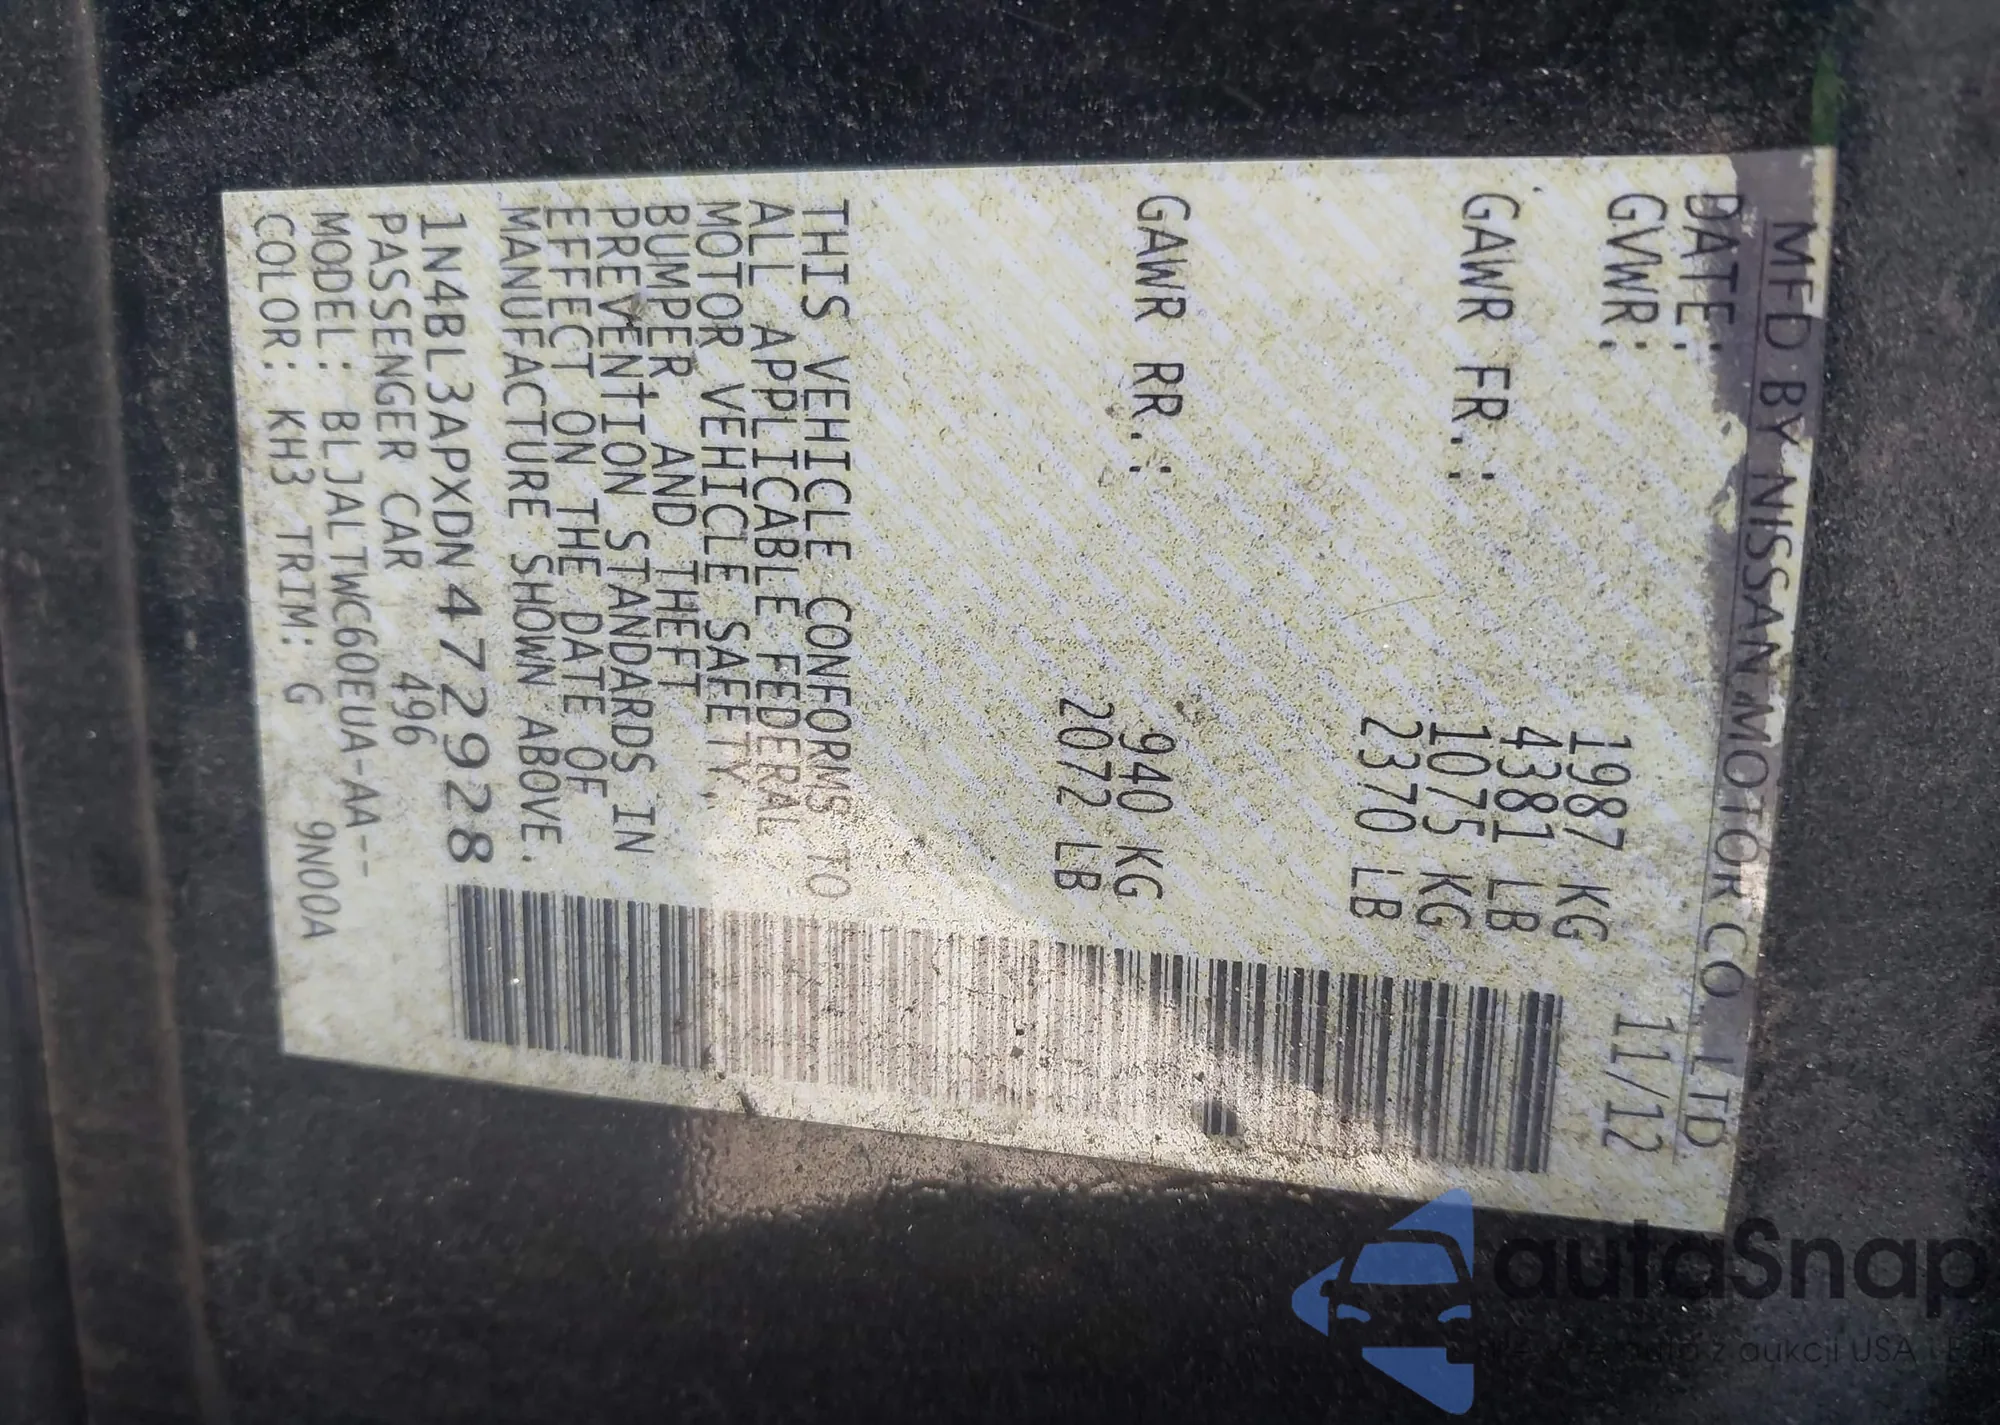 MFD BY NISSAN MOTOR CO., LTD.
DATE: 11/12
GVWR: 1987 KG
4381 LB
GAWR FR.: 1075 KG
2370 LB
GAWR RR.: 940 KG
2072 LB
THIS VEHICLE CONFORMS TO
ALL APPLICABLE FEDERAL
MOTOR VEHICLE SAFETY,
BUMPER AND THEFT
PREVENTION STANDARDS IN
EFFECT ON THE DATE OF
MANUFACTURE SHOWN ABOVE.
1N4BL3APXDN472928
PASSENGER CAR 496
MODEL: BLJALTWC60EUA-AA--
COLOR: KH3 TRIM: G 9N00A
autaSnap
z aukcji USA i